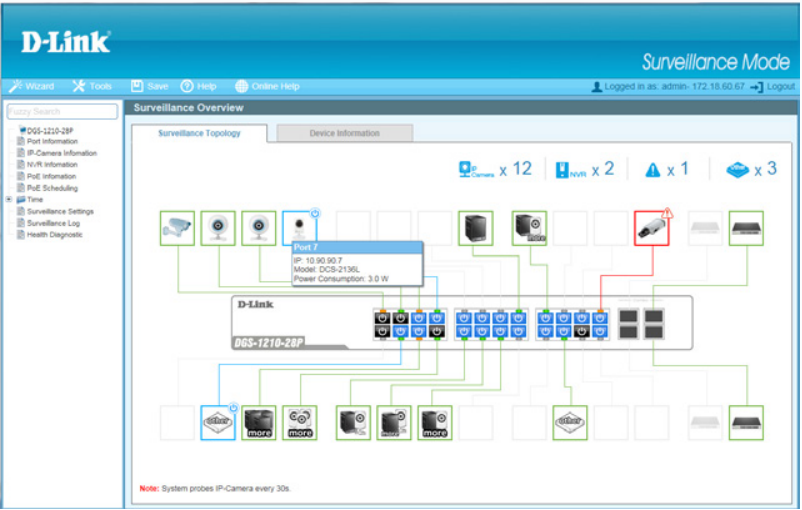 D-Link
Surveillance Mode
Wizard Tools Save Help Online Help Logged in as: admin- 172.18.60.67 Logout
Fuzzy Search
Surveillance Overview
DGS-1210-28P
Port Information
IP-Camera Infomation
NVR Infomation
PoE Infomation
PoE Scheduling
Time
Surveillance Settings
Surveillance Log
Health Diagnostic
Surveillance Topology Device Information
IP Camera x 12 NVR x 2 x 1 Other x 3
more
Port 7
IP: 10.90.90.7
Model: DCS-2136L
Power Consumption: 3.0 W
D-Link
DGS-1210-28P
other more more more more other
Note: System probes IP-Camera every 30s.